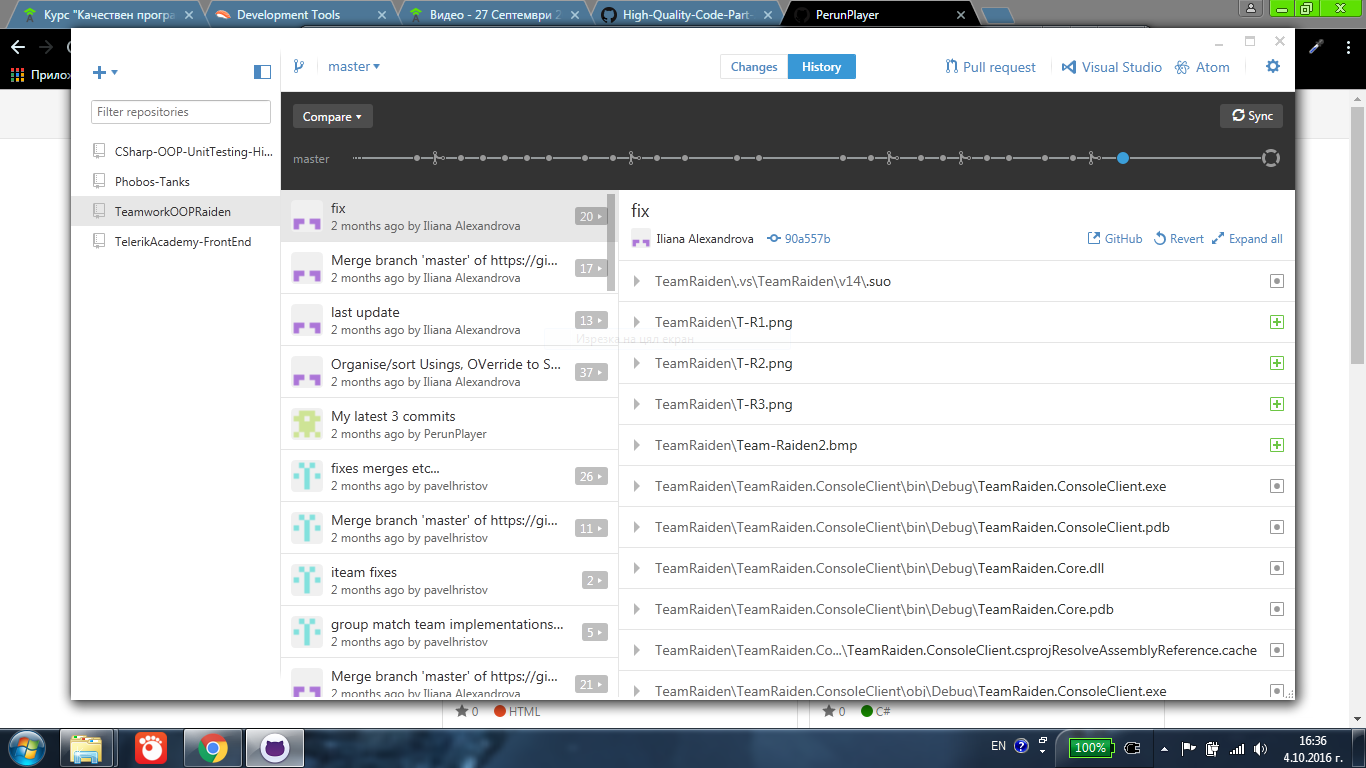 Курс "Качествен програ
Development Tools
Видео - 27 Септември 2
High-Quality-Code-Part-
PerunPlayer
Прилож
master
Changes
History
Pull request
Visual Studio
Atom
Filter repositories
CSharp-OOP-UnitTesting-Hi...
Phobos-Tanks
TeamworkOOPRaiden
TelerikAcademy-FrontEnd
Compare
Sync
master
fix
2 months ago by Iliana Alexandrova
20
Merge branch 'master' of https://gi...
2 months ago by Iliana Alexandrova
17
last update
2 months ago by Iliana Alexandrova
13
Organise/sort Usings, OVerride to S...
2 months ago by Iliana Alexandrova
37
My latest 3 commits
2 months ago by PerunPlayer
fixes merges etc...
2 months ago by pavelhristov
26
Merge branch 'master' of https://gi...
2 months ago by pavelhristov
11
iteam fixes
2 months ago by pavelhristov
2
group match team implementations...
2 months ago by pavelhristov
5
Merge branch 'master' of https://gi...
2 months ago by Iliana Alexandrova
21
Изрезка на цял екран
fix
Iliana Alexandrova
90a557b
GitHub
Revert
Expand all
TeamRaiden\.vs\TeamRaiden\v14\.suo
TeamRaiden\T-R1.png
TeamRaiden\T-R2.png
TeamRaiden\T-R3.png
TeamRaiden\Team-Raiden2.bmp
TeamRaiden\TeamRaiden.ConsoleClient\bin\Debug\TeamRaiden.ConsoleClient.exe
TeamRaiden\TeamRaiden.ConsoleClient\bin\Debug\TeamRaiden.ConsoleClient.pdb
TeamRaiden\TeamRaiden.ConsoleClient\bin\Debug\TeamRaiden.Core.dll
TeamRaiden\TeamRaiden.ConsoleClient\bin\Debug\TeamRaiden.Core.pdb
TeamRaiden\TeamRaiden.Co...\TeamRaiden.ConsoleClient.csprojResolveAssemblyReference.cache
TeamRaiden\TeamRaiden.ConsoleClient\obj\Debug\TeamRaiden.ConsoleClient.exe
0
HTML
0
C#
EN
100%
16:36
4.10.2016 г.